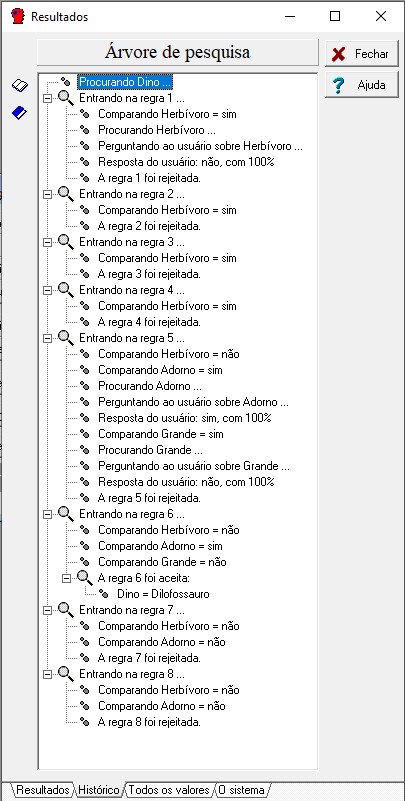 Resultados
Árvore de pesquisa
Fechar
Ajuda
Procurando Dino ...
Entrando na regra 1 ...
Comparando Herbívoro = sim
Procurando Herbívoro ...
Perguntando ao usuário sobre Herbívoro ...
Resposta do usuário: não, com 100%
A regra 1 foi rejeitada.
Entrando na regra 2 ...
Comparando Herbívoro = sim
A regra 2 foi rejeitada.
Entrando na regra 3 ...
Comparando Herbívoro = sim
A regra 3 foi rejeitada.
Entrando na regra 4 ...
Comparando Herbívoro = sim
A regra 4 foi rejeitada.
Entrando na regra 5 ...
Comparando Herbívoro = não
Comparando Adorno = sim
Procurando Adorno ...
Perguntando ao usuário sobre Adorno ...
Resposta do usuário: sim, com 100%
Comparando Grande = sim
Procurando Grande ...
Perguntando ao usuário sobre Grande ...
Resposta do usuário: não, com 100%
A regra 5 foi rejeitada.
Entrando na regra 6 ...
Comparando Herbívoro = não
Comparando Adorno = sim
Comparando Grande = não
A regra 6 foi aceita:
Dino = Dilofossauro
Entrando na regra 7 ...
Comparando Herbívoro = não
Comparando Adorno = não
A regra 7 foi rejeitada.
Entrando na regra 8 ...
Comparando Herbívoro = não
Comparando Adorno = não
A regra 8 foi rejeitada.
Resultados Histórico Todos os valores O sistema